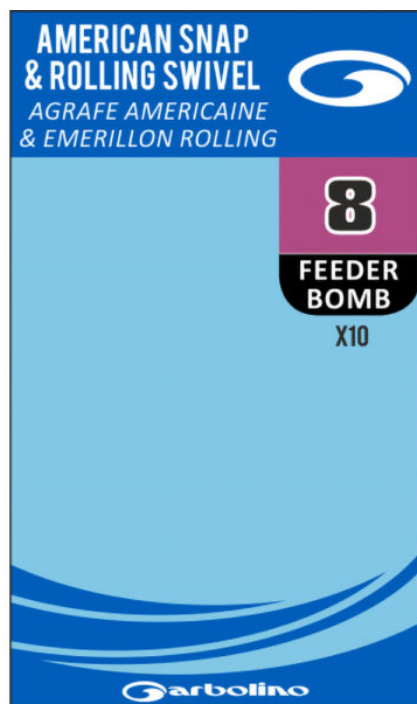 AMERICAN SNAP
& ROLLING SWIVEL
AGRAFE AMERICAINE
& EMERILLON ROLLING
8
FEEDER
BOMB
X10
Garbolino